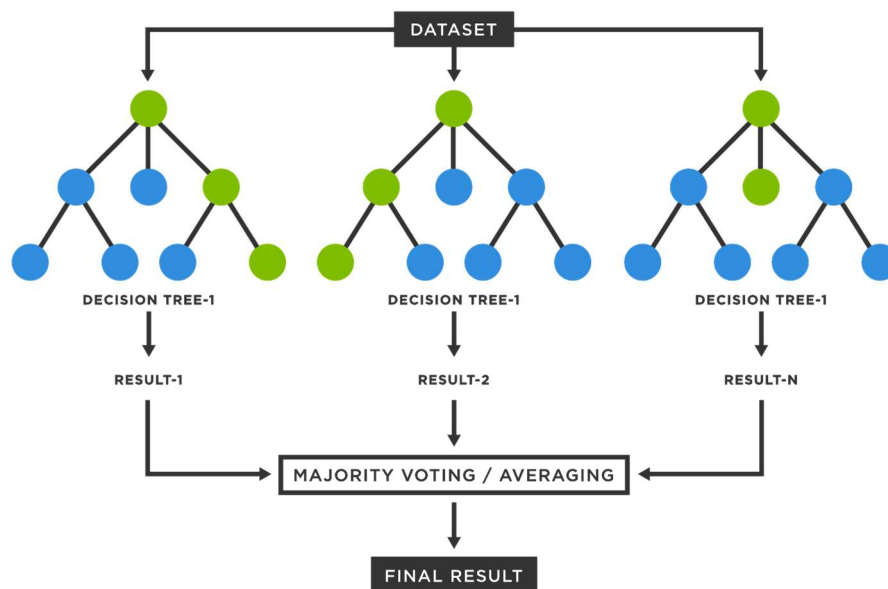 DATASET
DECISION TREE-1
DECISION TREE-1
DECISION TREE-1
RESULT-1
RESULT-2
RESULT-N
MAJORITY VOTING / AVERAGING
FINAL RESULT